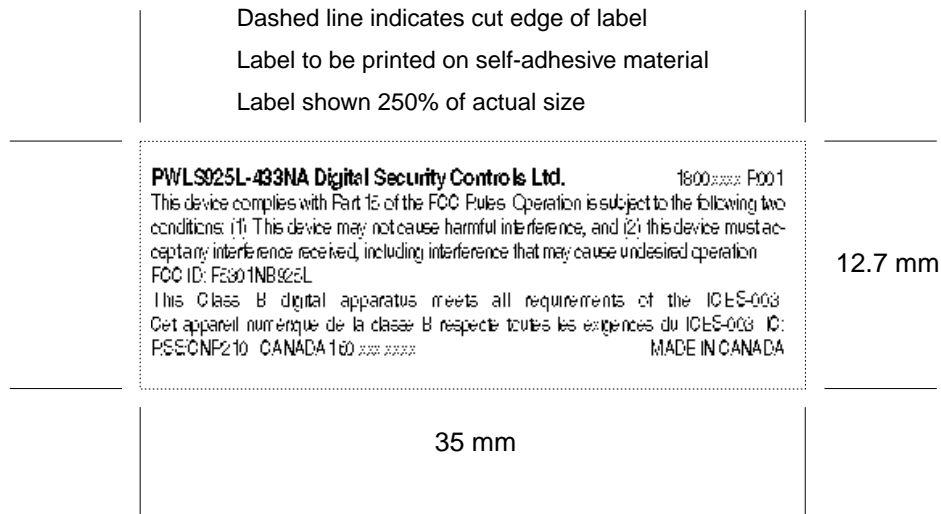 Dashed line indicates cut edge of label
Label to be printed on self-adhesive material
Label shown 250% of actual size
PWLS925L-433NA Digital Security Controls Ltd. 1800xxxx R001
This device complies with Part 15 of the FCC Rules. Operation is subject to the following two
conditions: (1) This device may not cause harmful interference, and (2) this device must ac-
cept any interference received, including interference that may cause undesired operation
FCC ID: F5301NB925L
This Class B digital apparatus meets all requirements of the ICES-003
Cet appareil numérique de la classe B respecte toutes les exigences du ICES-003 IC:
CANADA MADE IN CANADA
12.7 mm
35 mm